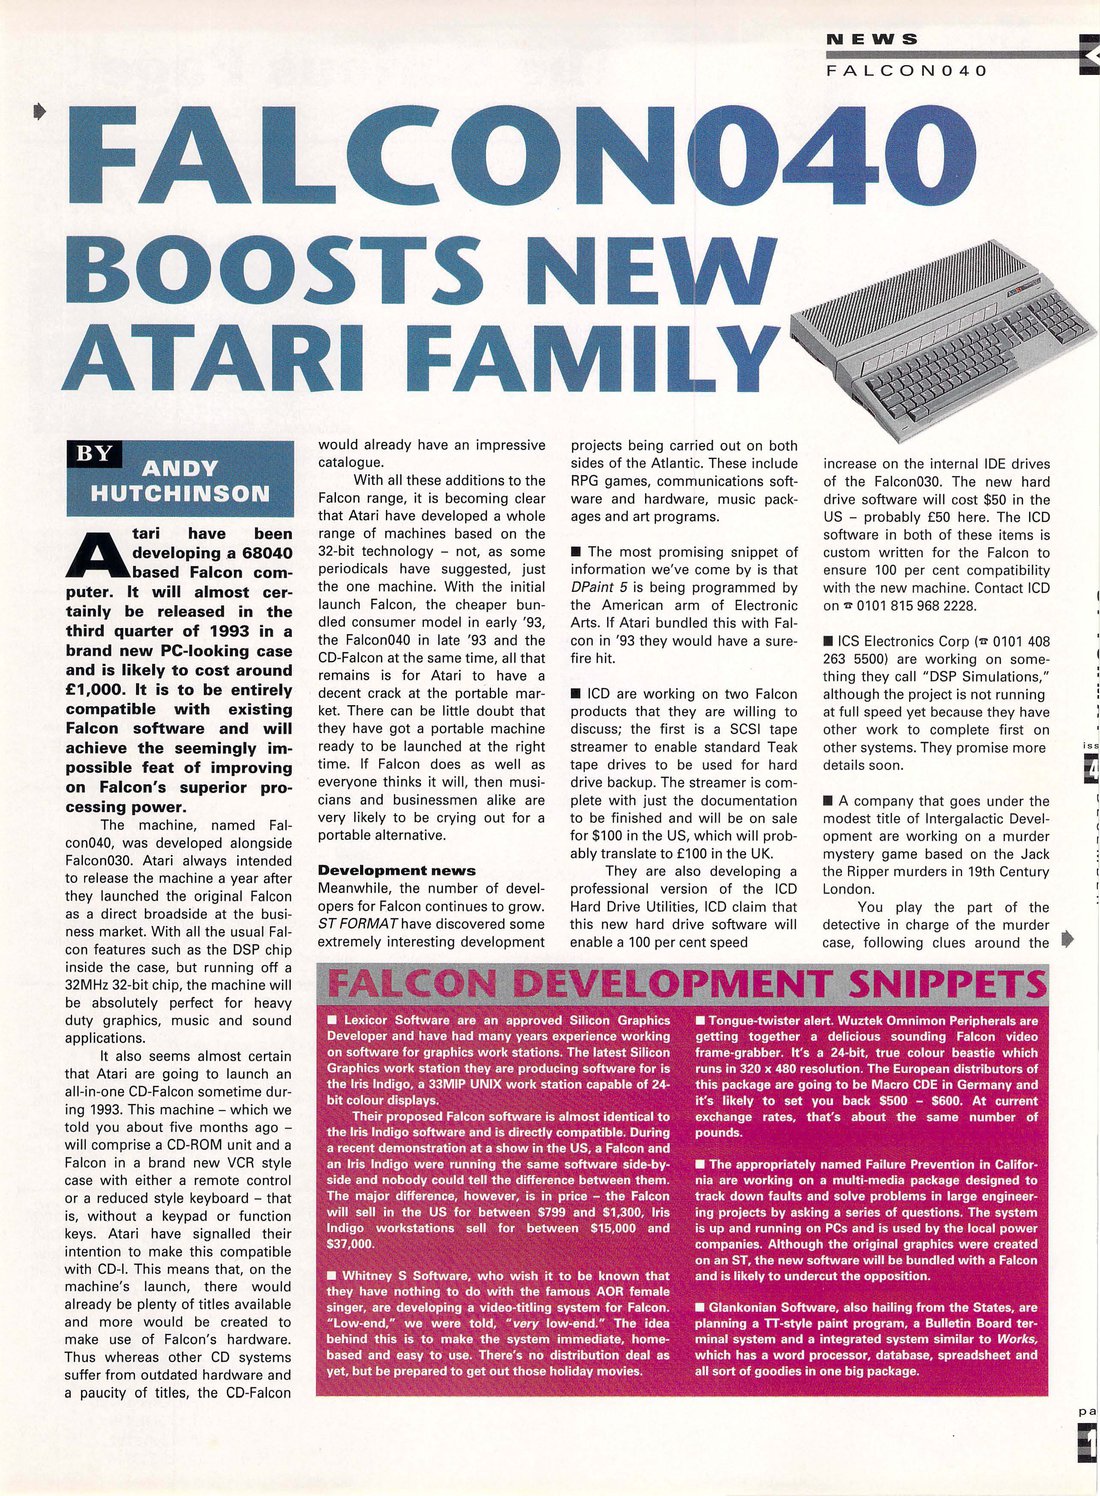 NEWS
FALCON040
FALCON040
BOOSTS NEW
ATARI FAMILY
BY
ANDY
HUTCHINSON
Atari have been
developing a 68040
based Falcon com-
puter. It will almost cer-
tainly be released in the
third quarter of 1993 in a
brand new PC-looking case
and is likely to cost around
£1,000. It is to be entirely
compatible with existing
Falcon software and will
achieve the seemingly im-
possible feat of improving
on Falcon's superior pro-
cessing power.
The machine, named Fal-
con040, was developed alongside
Falcon030. Atari always intended
to release the machine a year after
they launched the original Falcon
as a direct broadside at the busi-
ness market. With all the usual Fal-
con features such as the DSP chip
inside the case, but running off a
32MHz 32-bit chip, the machine will
be absolutely perfect for heavy
duty graphics, music and sound
applications.
It also seems almost certain
that Atari are going to launch an
all-in-one CD-Falcon sometime dur-
ing 1993. This machine – which we
told you about five months ago –
will comprise a CD-ROM unit and a
Falcon in a brand new VCR style
case with either a remote control
or a reduced style keyboard – that
is, without a keypad or function
keys. Atari have signalled their
intention to make this compatible
with CD-I. This means that, on the
machine's launch, there would
already be plenty of titles available
and more would be created to
make use of Falcon's hardware.
Thus whereas other CD systems
suffer from outdated hardware and
a paucity of titles, the CD-Falcon
would already have an impressive
catalogue.
With all these additions to the
Falcon range, it is becoming clear
that Atari have developed a whole
range of machines based on the
32-bit technology – not, as some
periodicals have suggested, just
the one machine. With the initial
launch Falcon, the cheaper bun-
dled consumer model in early '93,
the Falcon040 in late '93 and the
CD-Falcon at the same time, all that
remains is for Atari to have a
decent crack at the portable mar-
ket. There can be little doubt that
they have got a portable machine
ready to be launched at the right
time. If Falcon does as well as
everyone thinks it will, then musi-
cians and businessmen alike are
very likely to be crying out for a
portable alternative.
Development news
Meanwhile, the number of devel-
opers for Falcon continues to grow.
ST FORMAT have discovered some
extremely interesting development
projects being carried out on both
sides of the Atlantic. These include
RPG games, communications soft-
ware and hardware, music pack-
ages and art programs.
■ The most promising snippet of
information we've come by is that
DPaint 5 is being programmed by
the American arm of Electronic
Arts. If Atari bundled this with Fal-
con in '93 they would have a sure-
fire hit.
■ ICD are working on two Falcon
products that they are willing to
discuss; the first is a SCSI tape
streamer to enable standard Teak
tape drives to be used for hard
drive backup. The streamer is com-
plete with just the documentation
to be finished and will be on sale
for $100 in the US, which will prob-
ably translate to £100 in the UK.
They are also developing a
professional version of the ICD
Hard Drive Utilities, ICD claim that
this new hard drive software will
enable a 100 per cent speed
increase on the internal IDE drives
of the Falcon030. The new hard
drive software will cost $50 in the
US – probably £50 here. The ICD
software in both of these items is
custom written for the Falcon to
ensure 100 per cent compatibility
with the new machine. Contact ICD
on ☎ 0101 815 968 2228.
■ ICS Electronics Corp (☎ 0101 408
263 5500) are working on some-
thing they call "DSP Simulations,"
although the project is not running
at full speed yet because they have
other work to complete first on
other systems. They promise more
details soon.
■ A company that goes under the
modest title of Intergalactic Devel-
opment are working on a murder
mystery game based on the Jack
the Ripper murders in 19th Century
London.
You play the part of the
detective in charge of the murder
case, following clues around the
FALCON DEVELOPMENT SNIPPETS
■ Lexicor Software are an approved Silicon Graphics
Developer and have had many years experience working
on software for graphics work stations. The latest Silicon
Graphics work station they are producing software for is
the Iris Indigo, a 33MIP UNIX work station capable of 24-
bit colour displays.
Their proposed Falcon software is almost identical to
the Iris Indigo software and is directly compatible. During
a recent demonstration at a show in the US, a Falcon and
an Iris Indigo were running the same software side-by-
side and nobody could tell the difference between them.
The major difference, however, is in price – the Falcon
will sell in the US for between $799 and $1,300, Iris
Indigo workstations sell for between $15,000 and
$37,000.
■ Whitney S Software, who wish it to be known that
they have nothing to do with the famous AOR female
singer, are developing a video-titling system for Falcon.
"Low-end," we were told, "very low-end." The idea
behind this is to make the system immediate, home-
based and easy to use. There's no distribution deal as
yet, but be prepared to get out those holiday movies.
■ Tongue-twister alert. Wuztek Omnimon Peripherals are
getting together a delicious sounding Falcon video
frame-grabber. It's a 24-bit, true colour beastie which
runs in 320 x 480 resolution. The European distributors of
this package are going to be Macro CDE in Germany and
it's likely to set you back $500 – $600. At current
exchange rates, that's about the same number of
pounds.
■ The appropriately named Failure Prevention in Califor-
nia are working on a multi-media package designed to
track down faults and solve problems in large engineer-
ing projects by asking a series of questions. The system
is up and running on PCs and is used by the local power
companies. Although the original graphics were created
on an ST, the new software will be bundled with a Falcon
and is likely to undercut the opposition.
■ Glankonian Software, also hailing from the States, are
planning a TT-style paint program, a Bulletin Board ter-
minal system and a integrated system similar to Works,
which has a word processor, database, spreadsheet and
all sort of goodies in one big package.
iss
4
pa
1